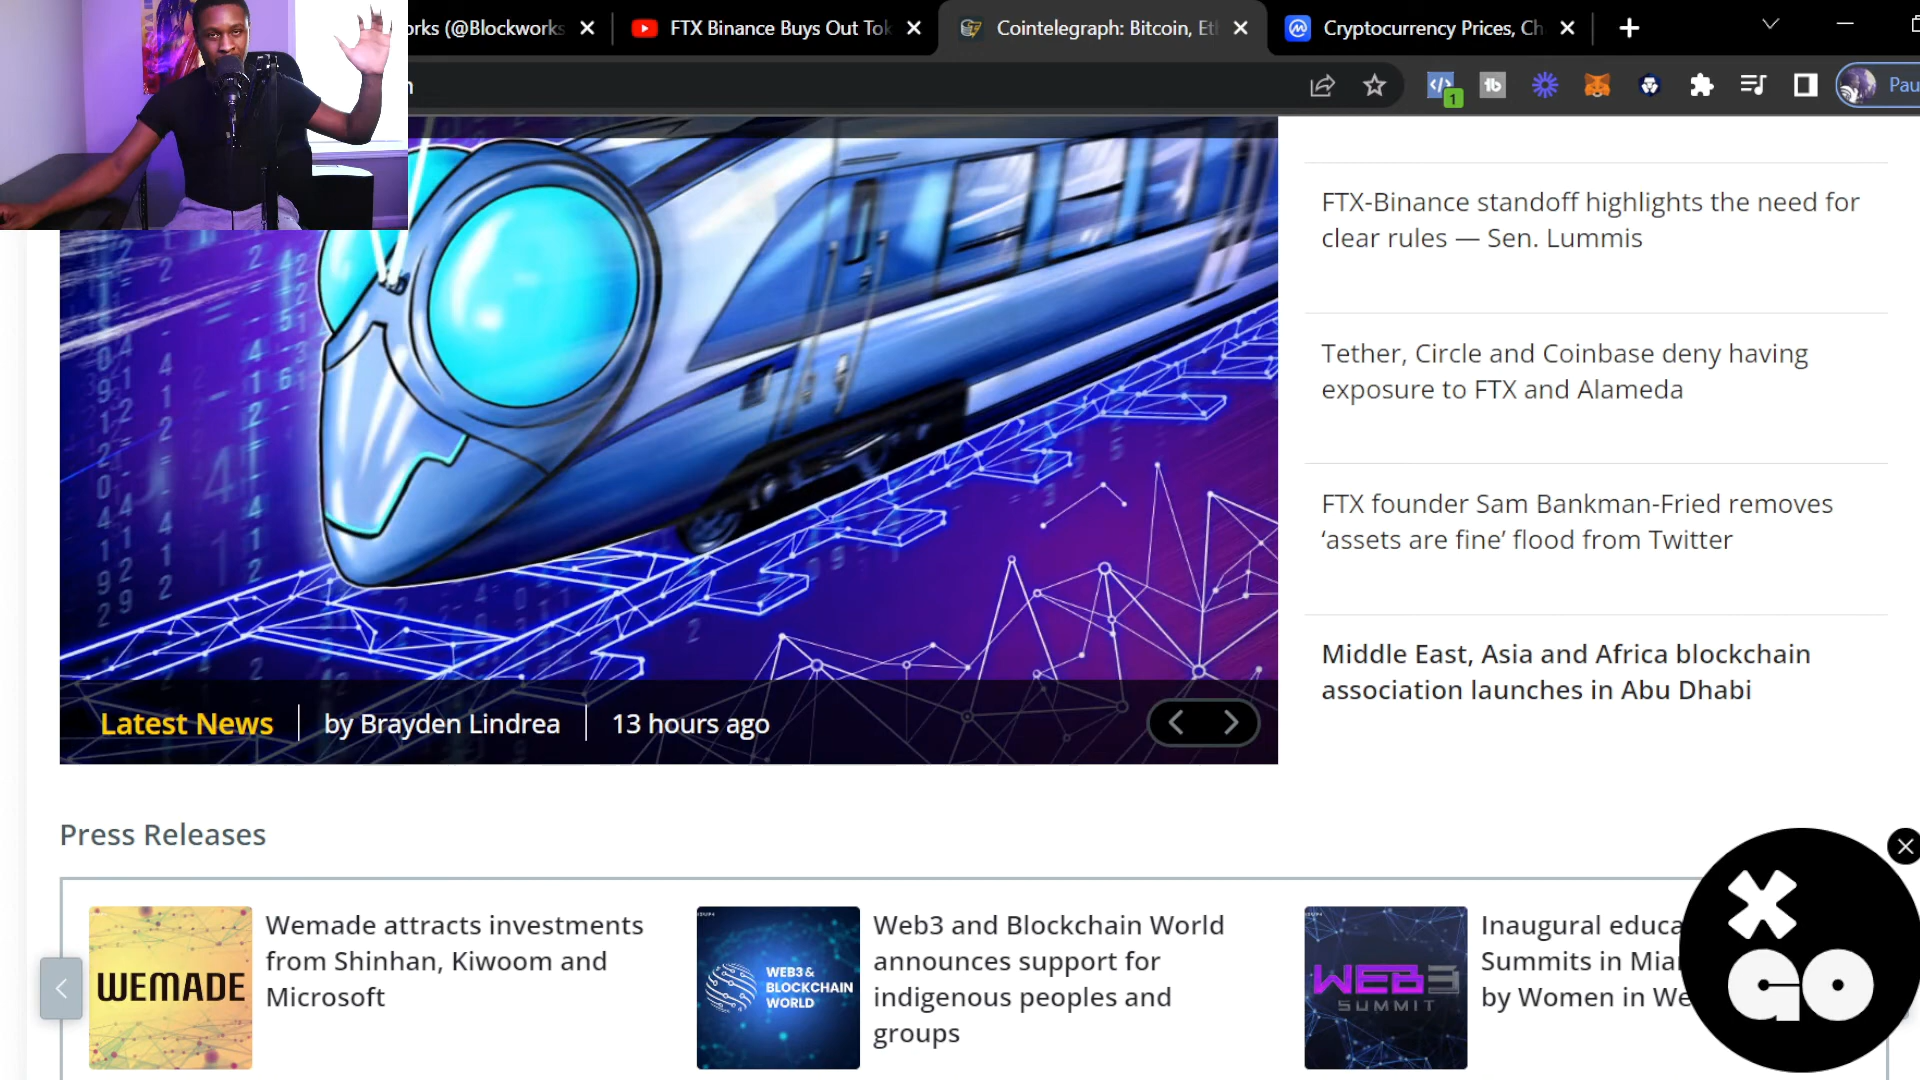 orks (@Blockworks
FTX Binance Buys Out Tok
Cointelegraph: Bitcoin, Et
Cryptocurrency Prices, Ch
n
1
Pau
FTX-Binance standoff highlights the need for
clear rules — Sen. Lummis
Tether, Circle and Coinbase deny having
exposure to FTX and Alameda
FTX founder Sam Bankman-Fried removes
‘assets are fine’ flood from Twitter
Middle East, Asia and Africa blockchain
association launches in Abu Dhabi
Latest News
by Brayden Lindrea
13 hours ago
Press Releases
WEMADE
Wemade attracts investments
from Shinhan, Kiwoom and
Microsoft
WEB3 &
BLOCKCHAIN
WORLD
Web3 and Blockchain World
announces support for
indigenous peoples and
groups
WEB3
SUMMIT
Inaugural educa
Summits in Mia
by Women in We
X
GO